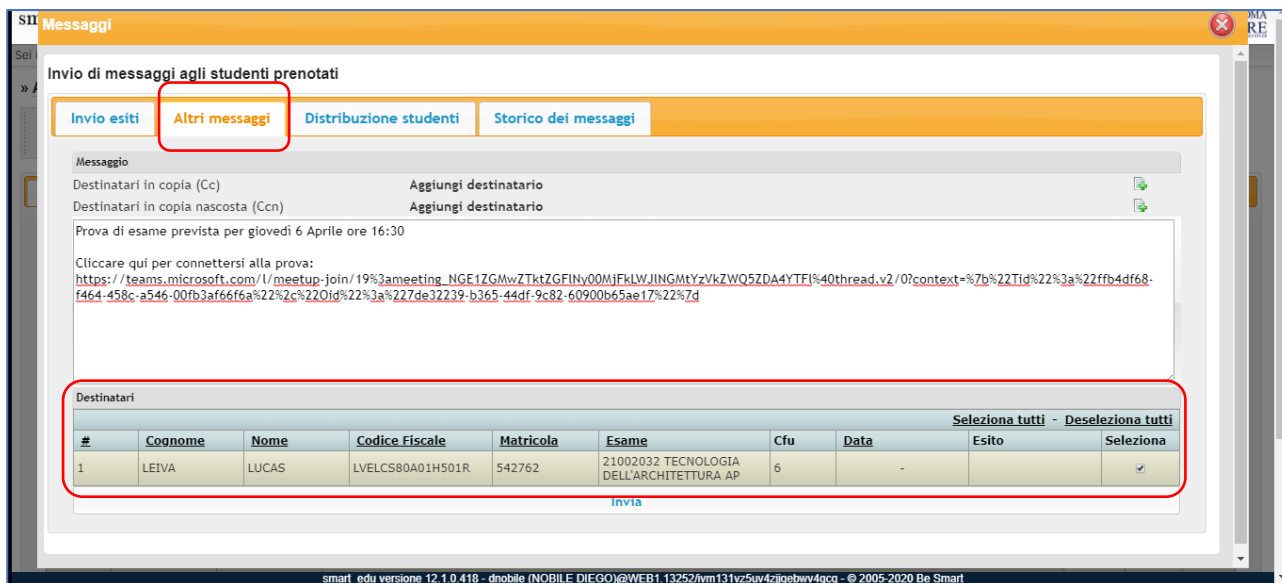 sm
Messaggi
OMA
RE
Sei i
» A
Invio di messaggi agli studenti prenotati
Invio esiti Altri messaggi Distribuzione studenti Storico dei messaggi
Messaggio
Destinatari in copia (Cc) Aggiungi destinatario
Destinatari in copia nascosta (Ccn) Aggiungi destinatario
Prova di esame prevista per giovedì 6 Aprile ore 16:30
Cliccare qui per connettersi alla prova:
https://teams.microsoft.com/l/meetup-join/19%3ameeting_NGE1ZGMwZTktZGFlNy00MjFkLWJlNGMtYzVkZWQ5ZDA4YTFl%40thread.v2/0?context=%7b%22Tid%22%3a%22ffb4df68-
f464-458c-a546-00fb3af66f6a%22%2c%22Oid%22%3a%227de32239-b365-44df-9c82-60900b65ae17%22%7d
Destinatari
Seleziona tutti - Deseleziona tutti
# Cognome Nome Codice Fiscale Matricola Esame Cfu Data Esito Seleziona
1 LEIVA LUCAS LVELCS80A01H501R 542762 21002032 TECNOLOGIA DELL'ARCHITETTURA AP 6 -
Invia
smart_edu versione 12.1.0.418 - dnobile (NOBILE DIEGO)@WEB1.13252/ivm131vz5uv4zjjqebwv4qcq - © 2005-2020 Be Smart